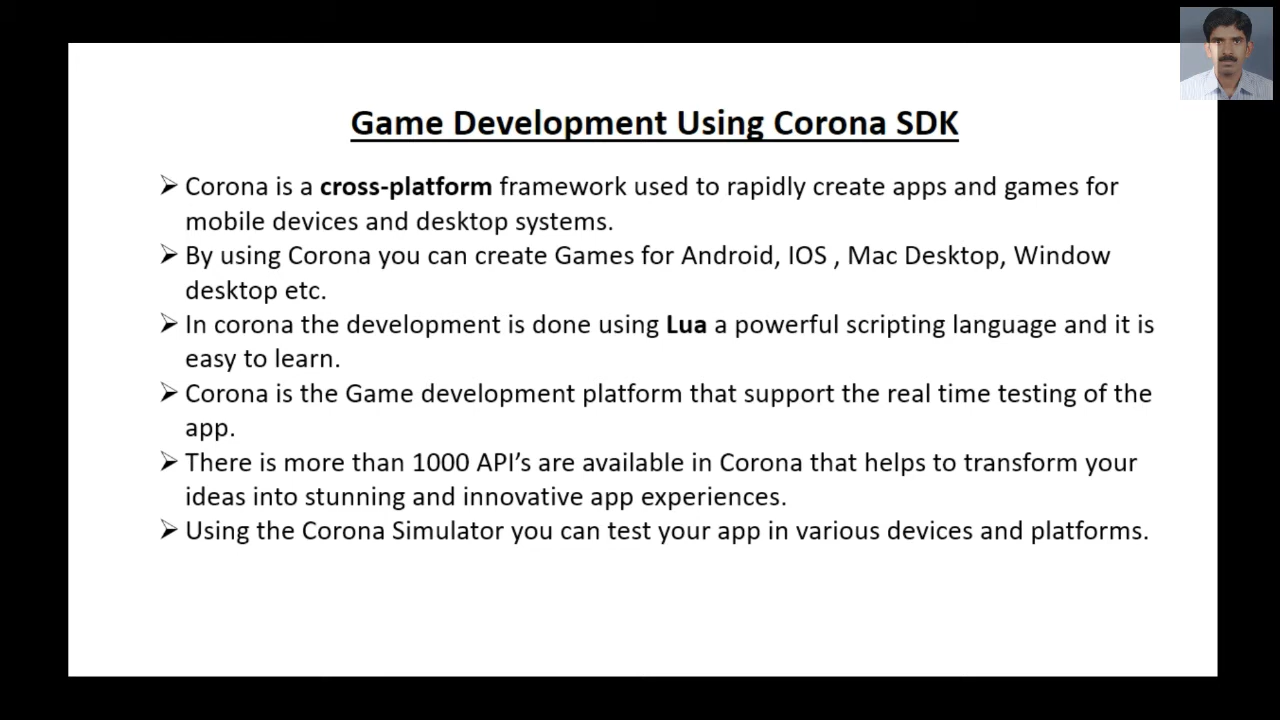 Game Development Using Corona SDK
➢ Corona is a cross-platform framework used to rapidly create apps and games for
mobile devices and desktop systems.
➢ By using Corona you can create Games for Android, IOS , Mac Desktop, Window
desktop etc.
➢ In corona the development is done using Lua a powerful scripting language and it is
easy to learn.
➢ Corona is the Game development platform that support the real time testing of the
app.
➢ There is more than 1000 API’s are available in Corona that helps to transform your
ideas into stunning and innovative app experiences.
➢ Using the Corona Simulator you can test your app in various devices and platforms.